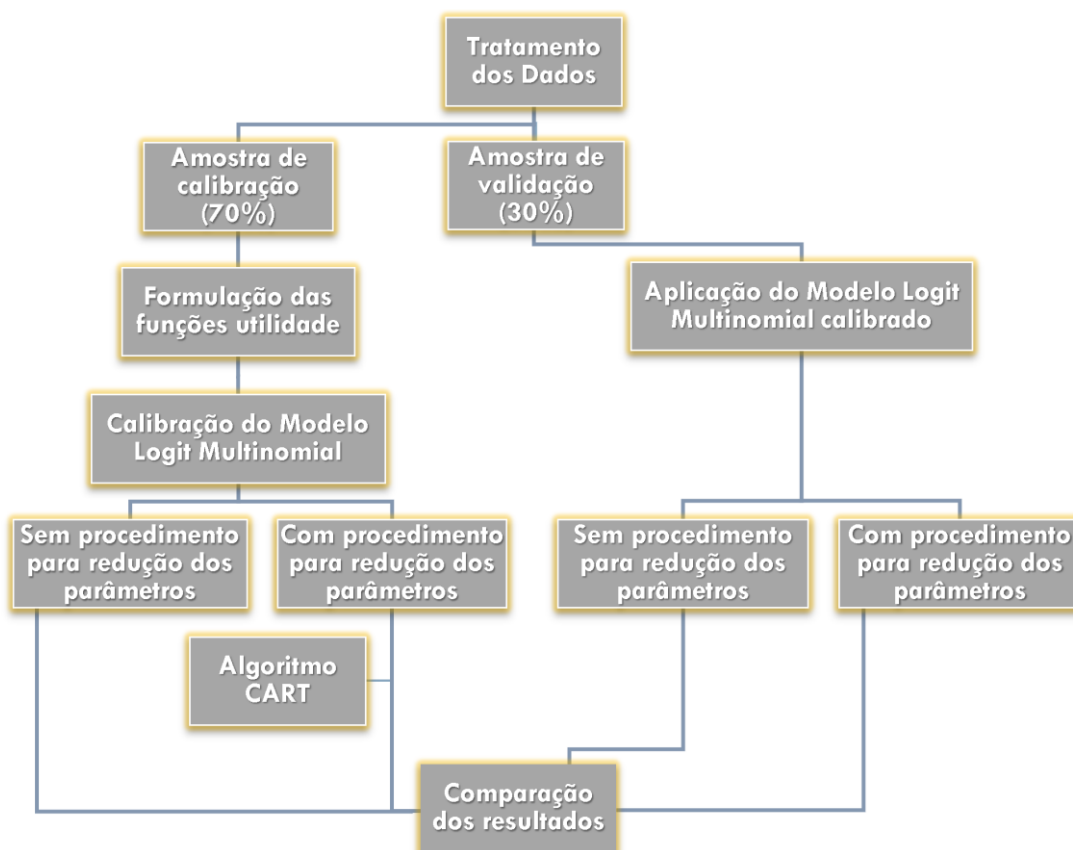 Tratamento
dos Dados
Amostra de
calibração
(70%)
Amostra de
validação
(30%)
Formulação das
funções utilidade
Aplicação do Modelo Logit
Multinomial calibrado
Calibração do Modelo
Logit Multinomial
Sem procedimento
para redução dos
parâmetros
Com procedimento
para redução dos
parâmetros
Sem procedimento
para redução dos
parâmetros
Com procedimento
para redução dos
parâmetros
Algoritmo
CART
Comparação
dos resultados